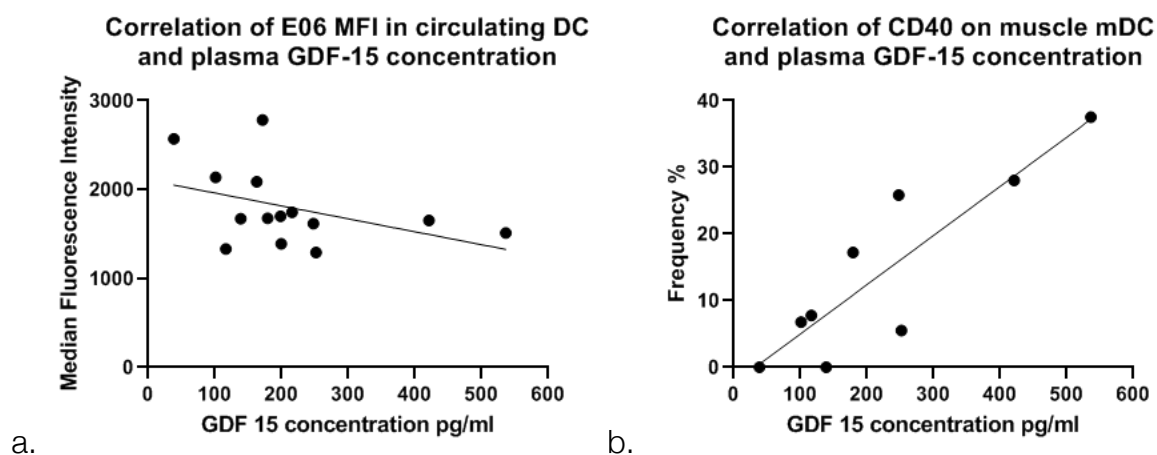 Correlation of E06 MFI in circulating DC
and plasma GDF-15 concentration
Median Fluorescence Intensity
3000
2000
1000
0
0 100 200 300 400 500 600
GDF 15 concentration pg/ml
a.
Correlation of CD40 on muscle mDC
and plasma GDF-15 concentration
Frequency %
40
30
20
10
0
0 100 200 300 400 500 600
GDF 15 concentration pg/ml
b.